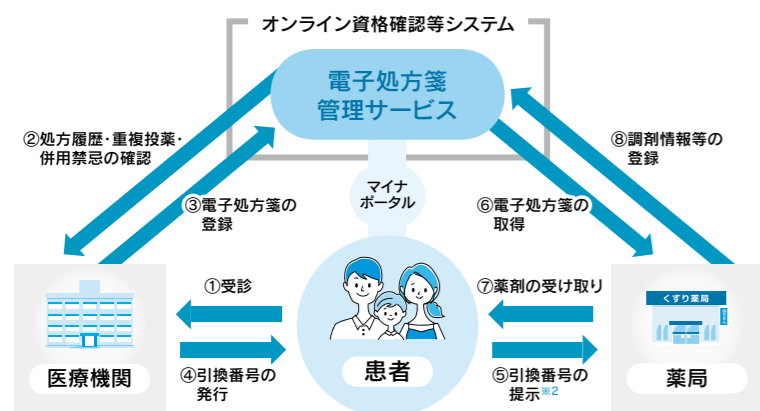 オンライン資格確認等システム
電子処方箋
管理サービス
②処方履歴・重複投薬・
併用禁忌の確認
⑧調剤情報等の
登録
マイナ
ポータル
③電子処方箋の
登録
⑥電子処方箋の
取得
①受診
⑦薬剤の受け取り
くすり薬局
医療機関
④引換番号の
発行
患者
⑤引換番号の
提示※2
薬局